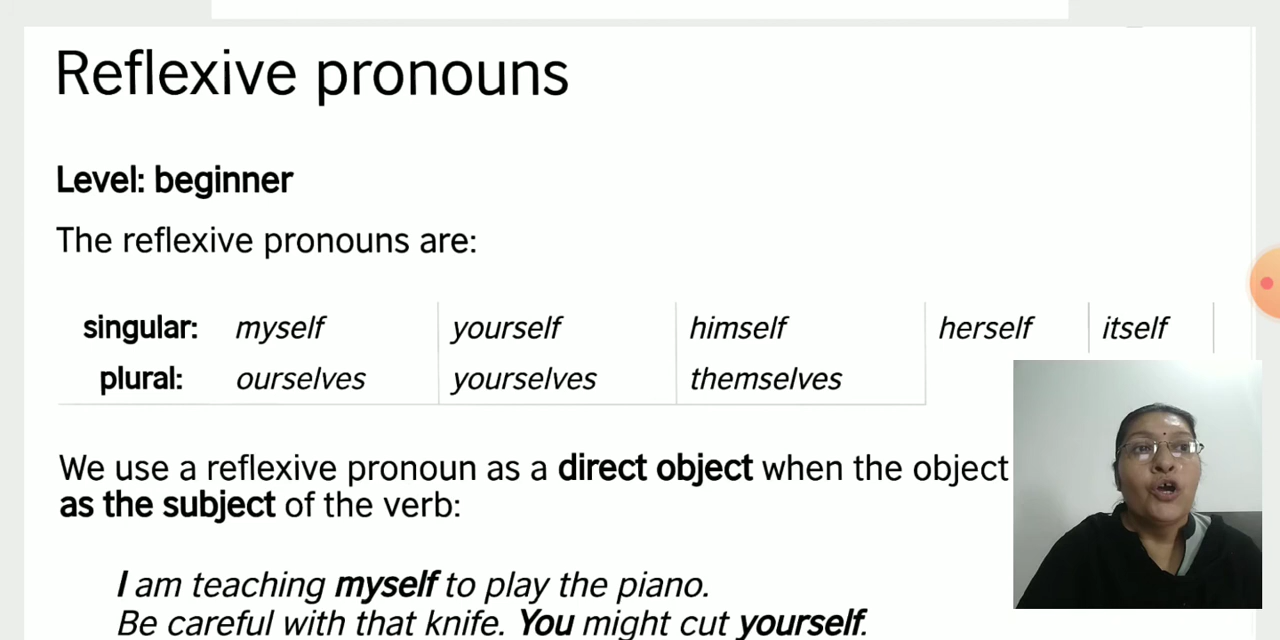 Reflexive pronouns
Level: beginner
The reflexive pronouns are:
singular: myself yourself himself herself itself
plural: ourselves yourselves themselves
We use a reflexive pronoun as a direct object when the object
as the subject of the verb:
I am teaching myself to play the piano.
Be careful with that knife. You might cut yourself.